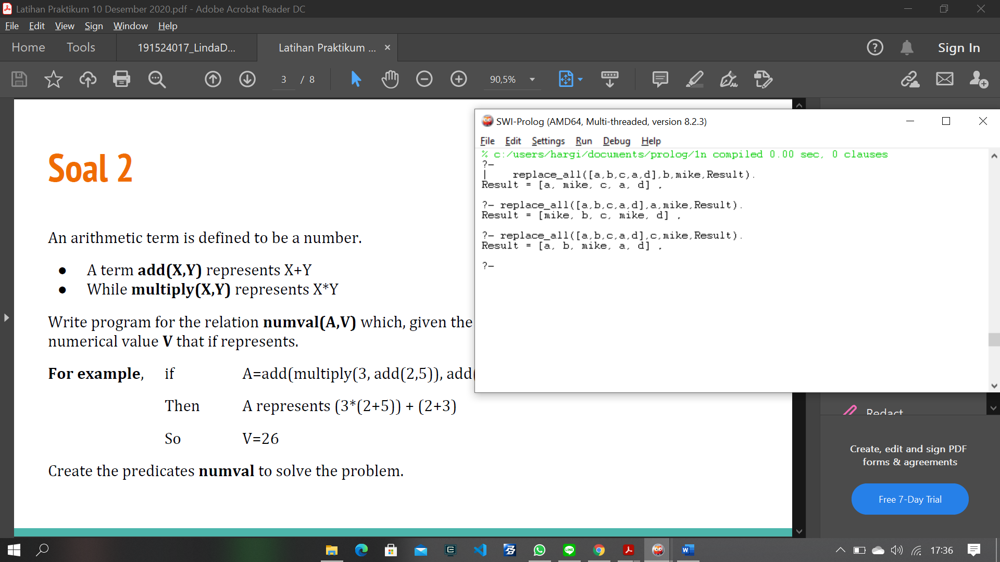 Latihan Praktikum 10 Desember 2020.pdf - Adobe Acrobat Reader DC
File Edit View Sign Window Help
Home Tools 191524017_LindaD... Latihan Praktikum ... × Sign In
3 / 8 90,5%
Soal 2
An arithmetic term is defined to be a number.
● A term add(X,Y) represents X+Y
● While multiply(X,Y) represents X*Y
Write program for the relation numval(A,V) which, given the
numerical value V that if represents.
For example, if A=add(multiply(3, add(2,5)), add(
Then A represents (3*(2+5)) + (2+3)
So V=26
Create the predicates numval to solve the problem.
SWI-Prolog (AMD64, Multi-threaded, version 8.2.3)
File Edit Settings Run Debug Help
% c:/users/hargi/documents/prolog/1n compiled 0.00 sec, 0 clauses
?-
| replace_all([a,b,c,a,d],b,mike,Result).
Result = [a, mike, c, a, d] ,
?- replace_all([a,b,c,a,d],a,mike,Result).
Result = [mike, b, c, mike, d] ,
?- replace_all([a,b,c,a,d],c,mike,Result).
Result = [a, b, mike, a, d] ,
?-
Redact
Create, edit and sign PDF
forms & agreements
Free 7-Day Trial
17:36